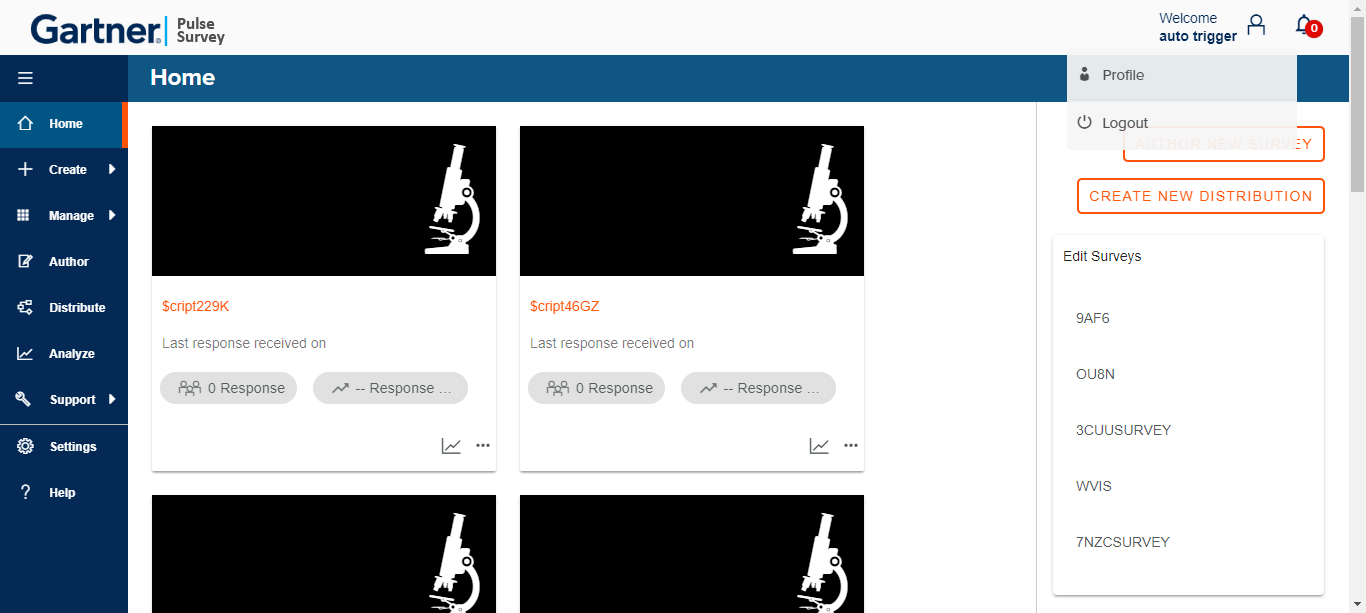 Gartner
Pulse
Survey
Welcome
auto trigger
0
Home
Profile
Logout
Home
Create
Manage
Author
Distribute
Analyze
Support
Settings
Help
$cript229K
Last response received on
0 Response
-- Response ...
$cript46GZ
Last response received on
0 Response
-- Response ...
AUTHOR NEW SURVEY
CREATE NEW DISTRIBUTION
Edit Surveys
9AF6
OU8N
3CUUSURVEY
WVIS
7NZCSURVEY